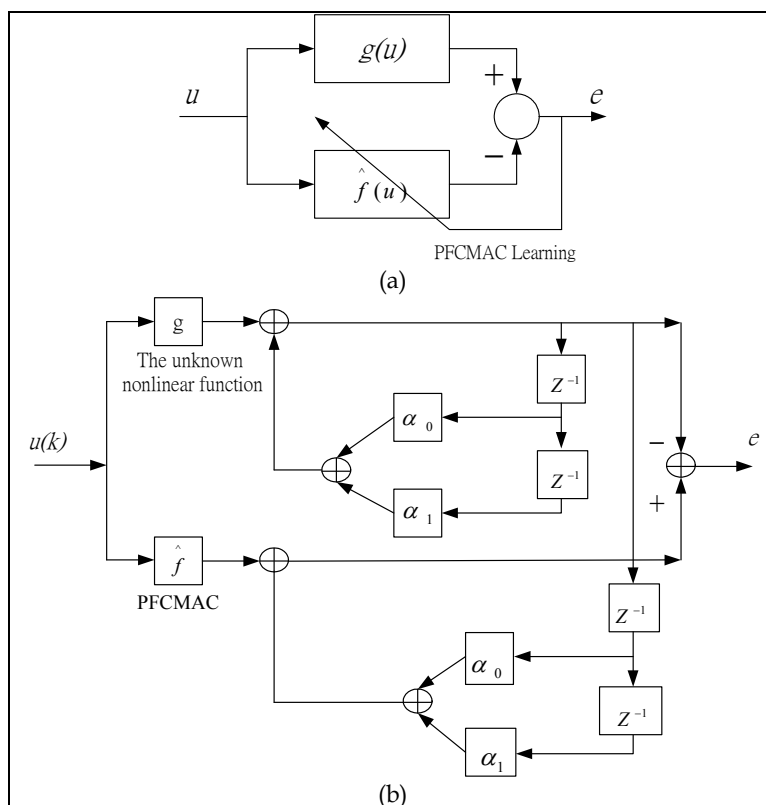 g(u)
+
u
e
−
^
f(u)
PFCMAC Learning
(a)
g
The unknown
nonlinear function
Z⁻¹
α₀
u(k)
−
e
Z⁻¹
+
α₁
^
f
PFCMAC
Z⁻¹
α₀
Z⁻¹
α₁
(b)